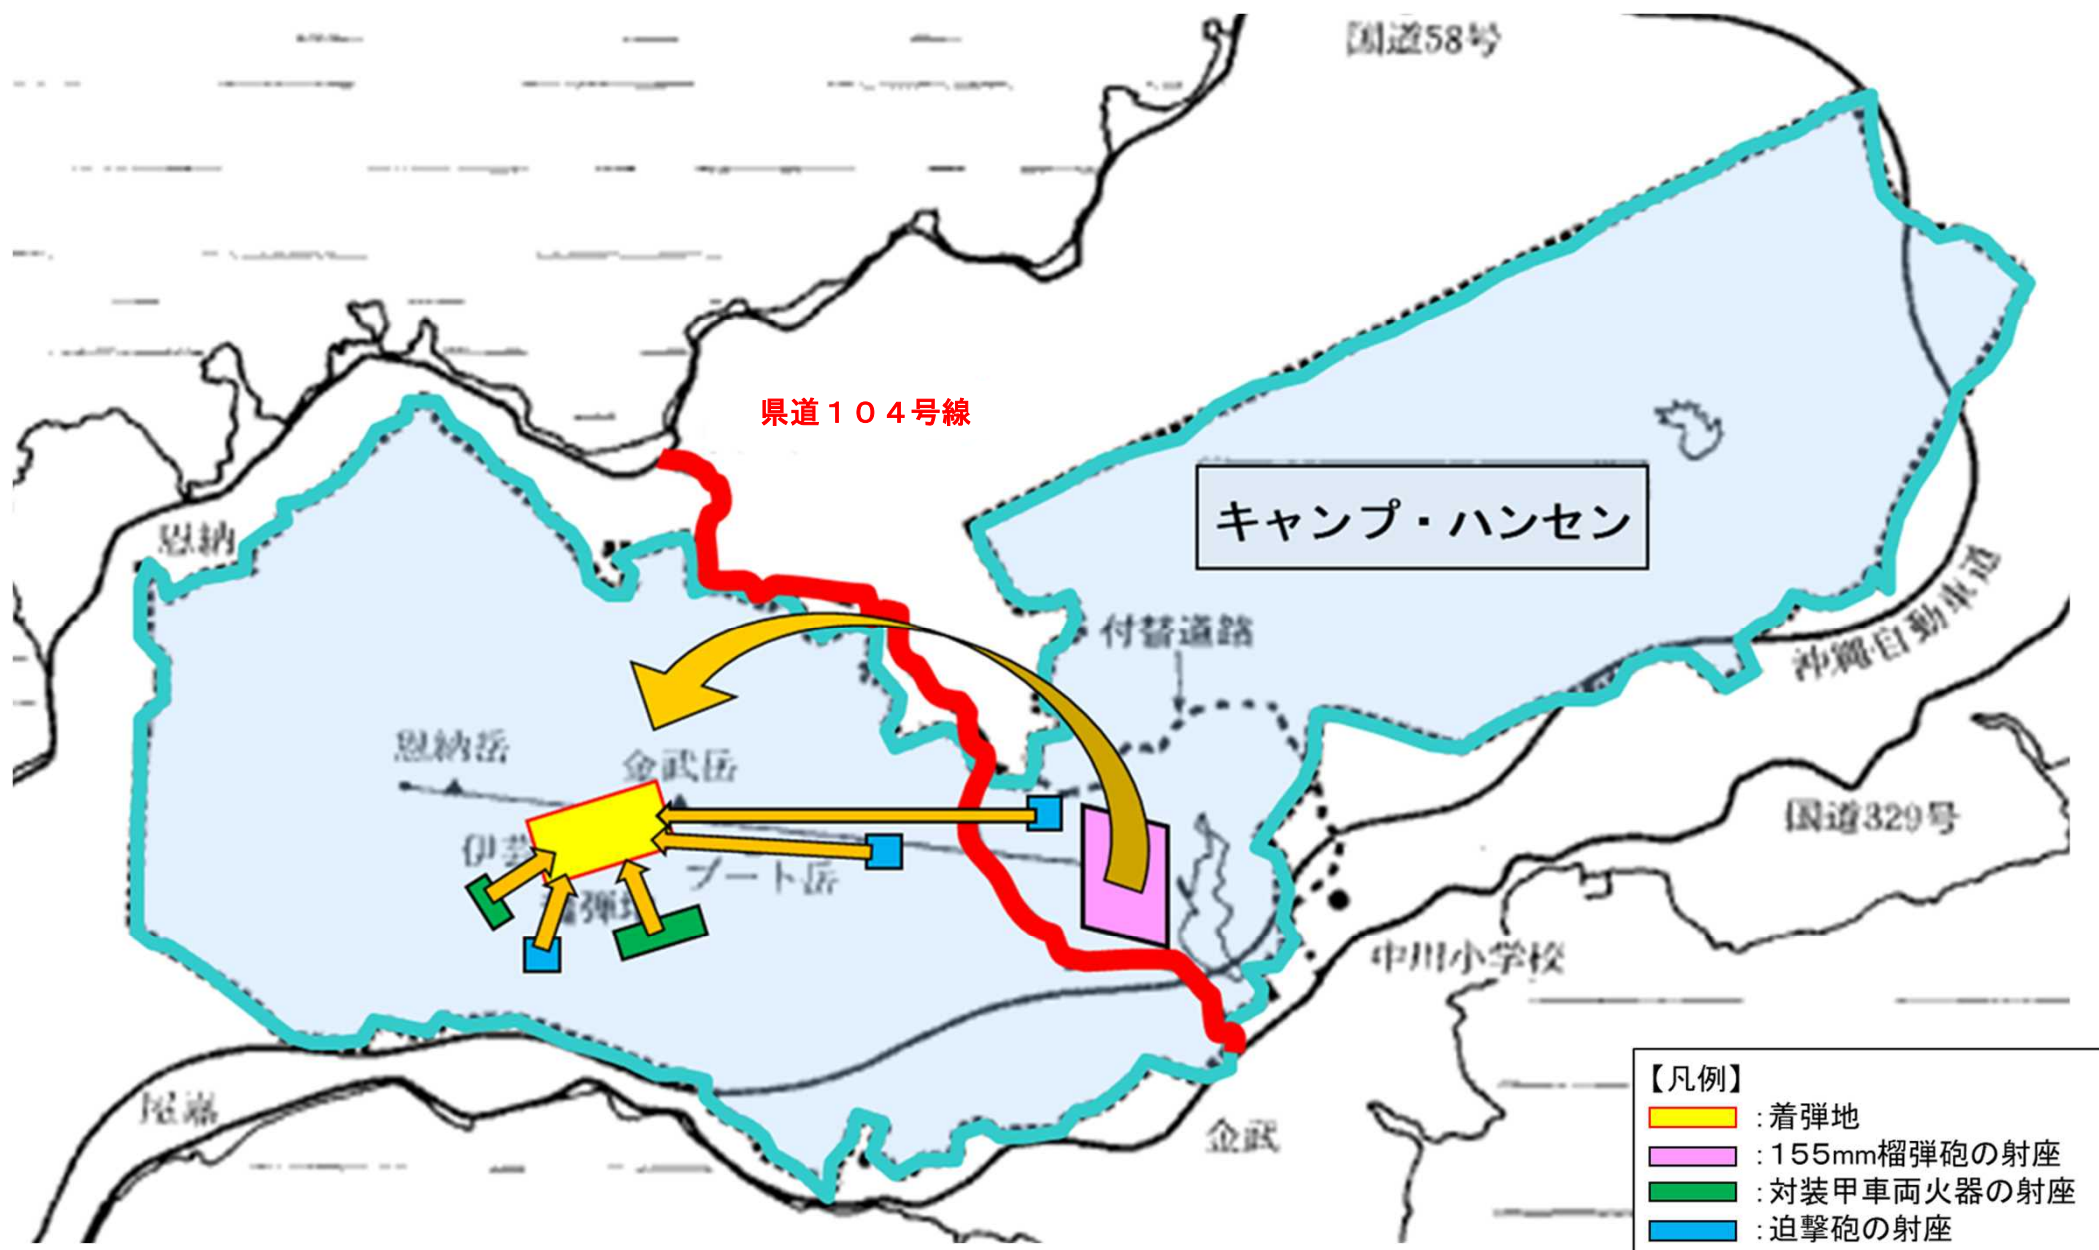 国道58号
県道104号線
キャンプ・ハンセン
恩納
付替道路
沖縄自動車道
恩納岳
金武岳
国道329号
伊芸
ブート岳
着弾地
中川小学校
屋嘉
金武
【凡例】
:着弾地
:155mm榴弾砲の射座
:対装甲車両火器の射座
:迫撃砲の射座